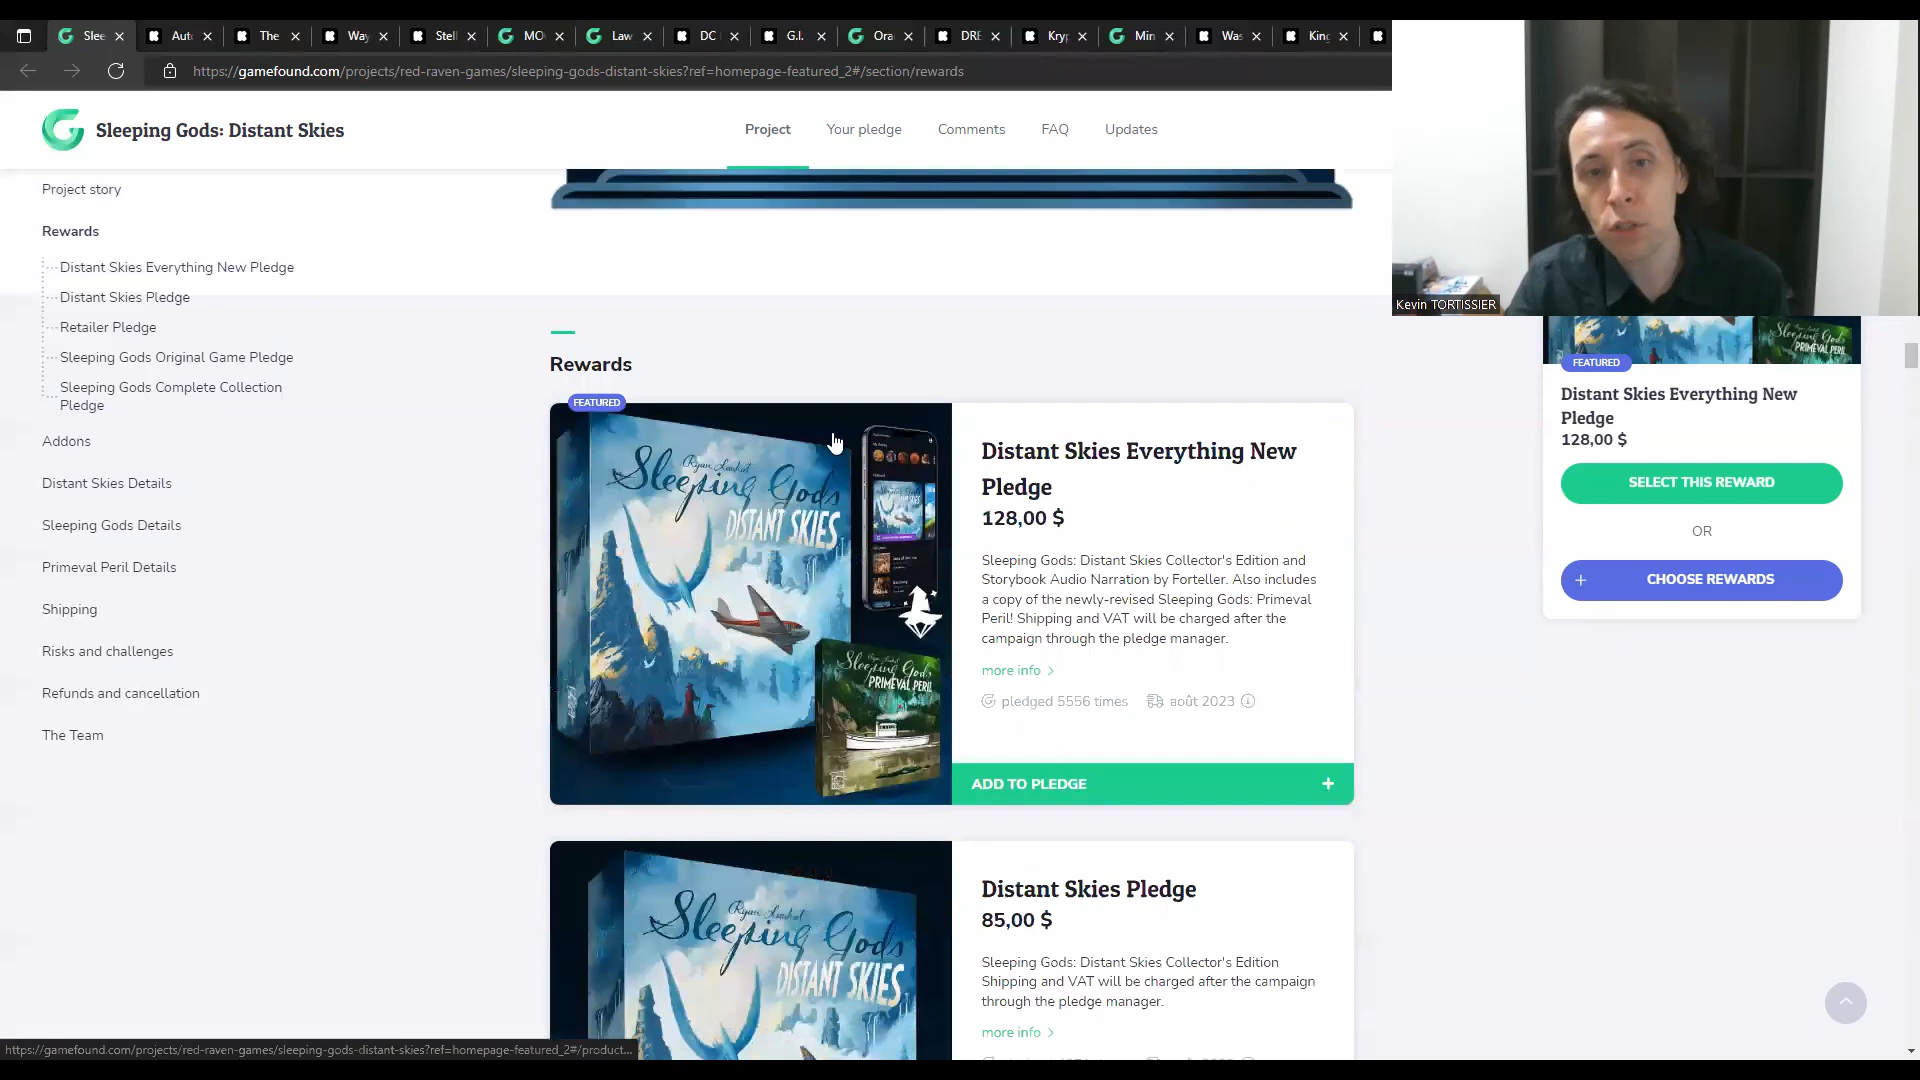 Slee
Aut
The
Way
Stell
MO
Law
DC
G.I.
Ora
DRE
Kryp
Min
Was
King
https://gamefound.com/projects/red-raven-games/sleeping-gods-distant-skies?ref=homepage-featured_2#/section/rewards
Sleeping Gods: Distant Skies
Project
Your pledge
Comments
FAQ
Updates
Kevin TORTISSIER
Project story
Rewards
Distant Skies Everything New Pledge
Distant Skies Pledge
Retailer Pledge
Sleeping Gods Original Game Pledge
Sleeping Gods Complete Collection
Pledge
Addons
Distant Skies Details
Sleeping Gods Details
Primeval Peril Details
Shipping
Risks and challenges
Refunds and cancellation
The Team
Rewards
FEATURED
Ryan Laukat
Sleeping Gods
DISTANT SKIES
Sleeping Gods
PRIMEVAL PERIL
Distant Skies Everything New
Pledge
128,00 $
Sleeping Gods: Distant Skies Collector's Edition and
Storybook Audio Narration by Forteller. Also includes
a copy of the newly-revised Sleeping Gods: Primeval
Peril! Shipping and VAT will be charged after the
campaign through the pledge manager.
more info
pledged 5556 times
août 2023
ADD TO PLEDGE
Ryan Laukat
Sleeping Gods
DISTANT SKIES
Distant Skies Pledge
85,00 $
Sleeping Gods: Distant Skies Collector's Edition
Shipping and VAT will be charged after the campaign
through the pledge manager.
more info
PRIMEVAL PERIL
FEATURED
Distant Skies Everything New
Pledge
128,00 $
SELECT THIS REWARD
OR
CHOOSE REWARDS
https://gamefound.com/projects/red-raven-games/sleeping-gods-distant-skies?ref=homepage-featured_2#/product...